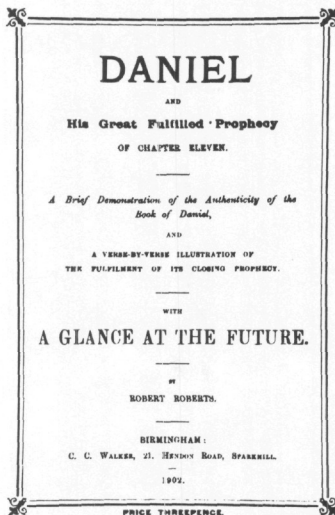 DANIEL
AND
His Great Fulfilled Prophecy
OF CHAPTER ELEVEN.
A Brief Demonstration of the Authenticity of the
Book of Daniel,
AND
A VERSE-BY-VERSE ILLUSTRATION OF
THE FULFILMENT OF ITS CLOSING PROPHECY.
WITH
A GLANCE AT THE FUTURE.
BY
ROBERT ROBERTS.
BIRMINGHAM:
C. C. WALKER, 21, HENDON ROAD, SPARKHILL.
1902.
PRICE THREEPENCE.